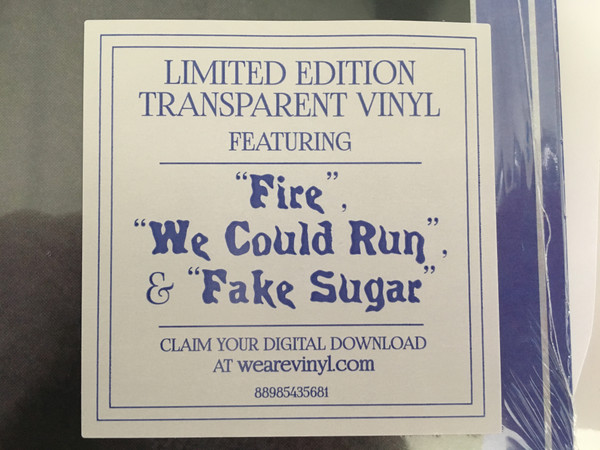 LIMITED EDITION
TRANSPARENT VINYL
FEATURING
“Fire”,
“We Could Run”,
& “Fake Sugar”
CLAIM YOUR DIGITAL DOWNLOAD
AT wearevinyl.com
88985435681